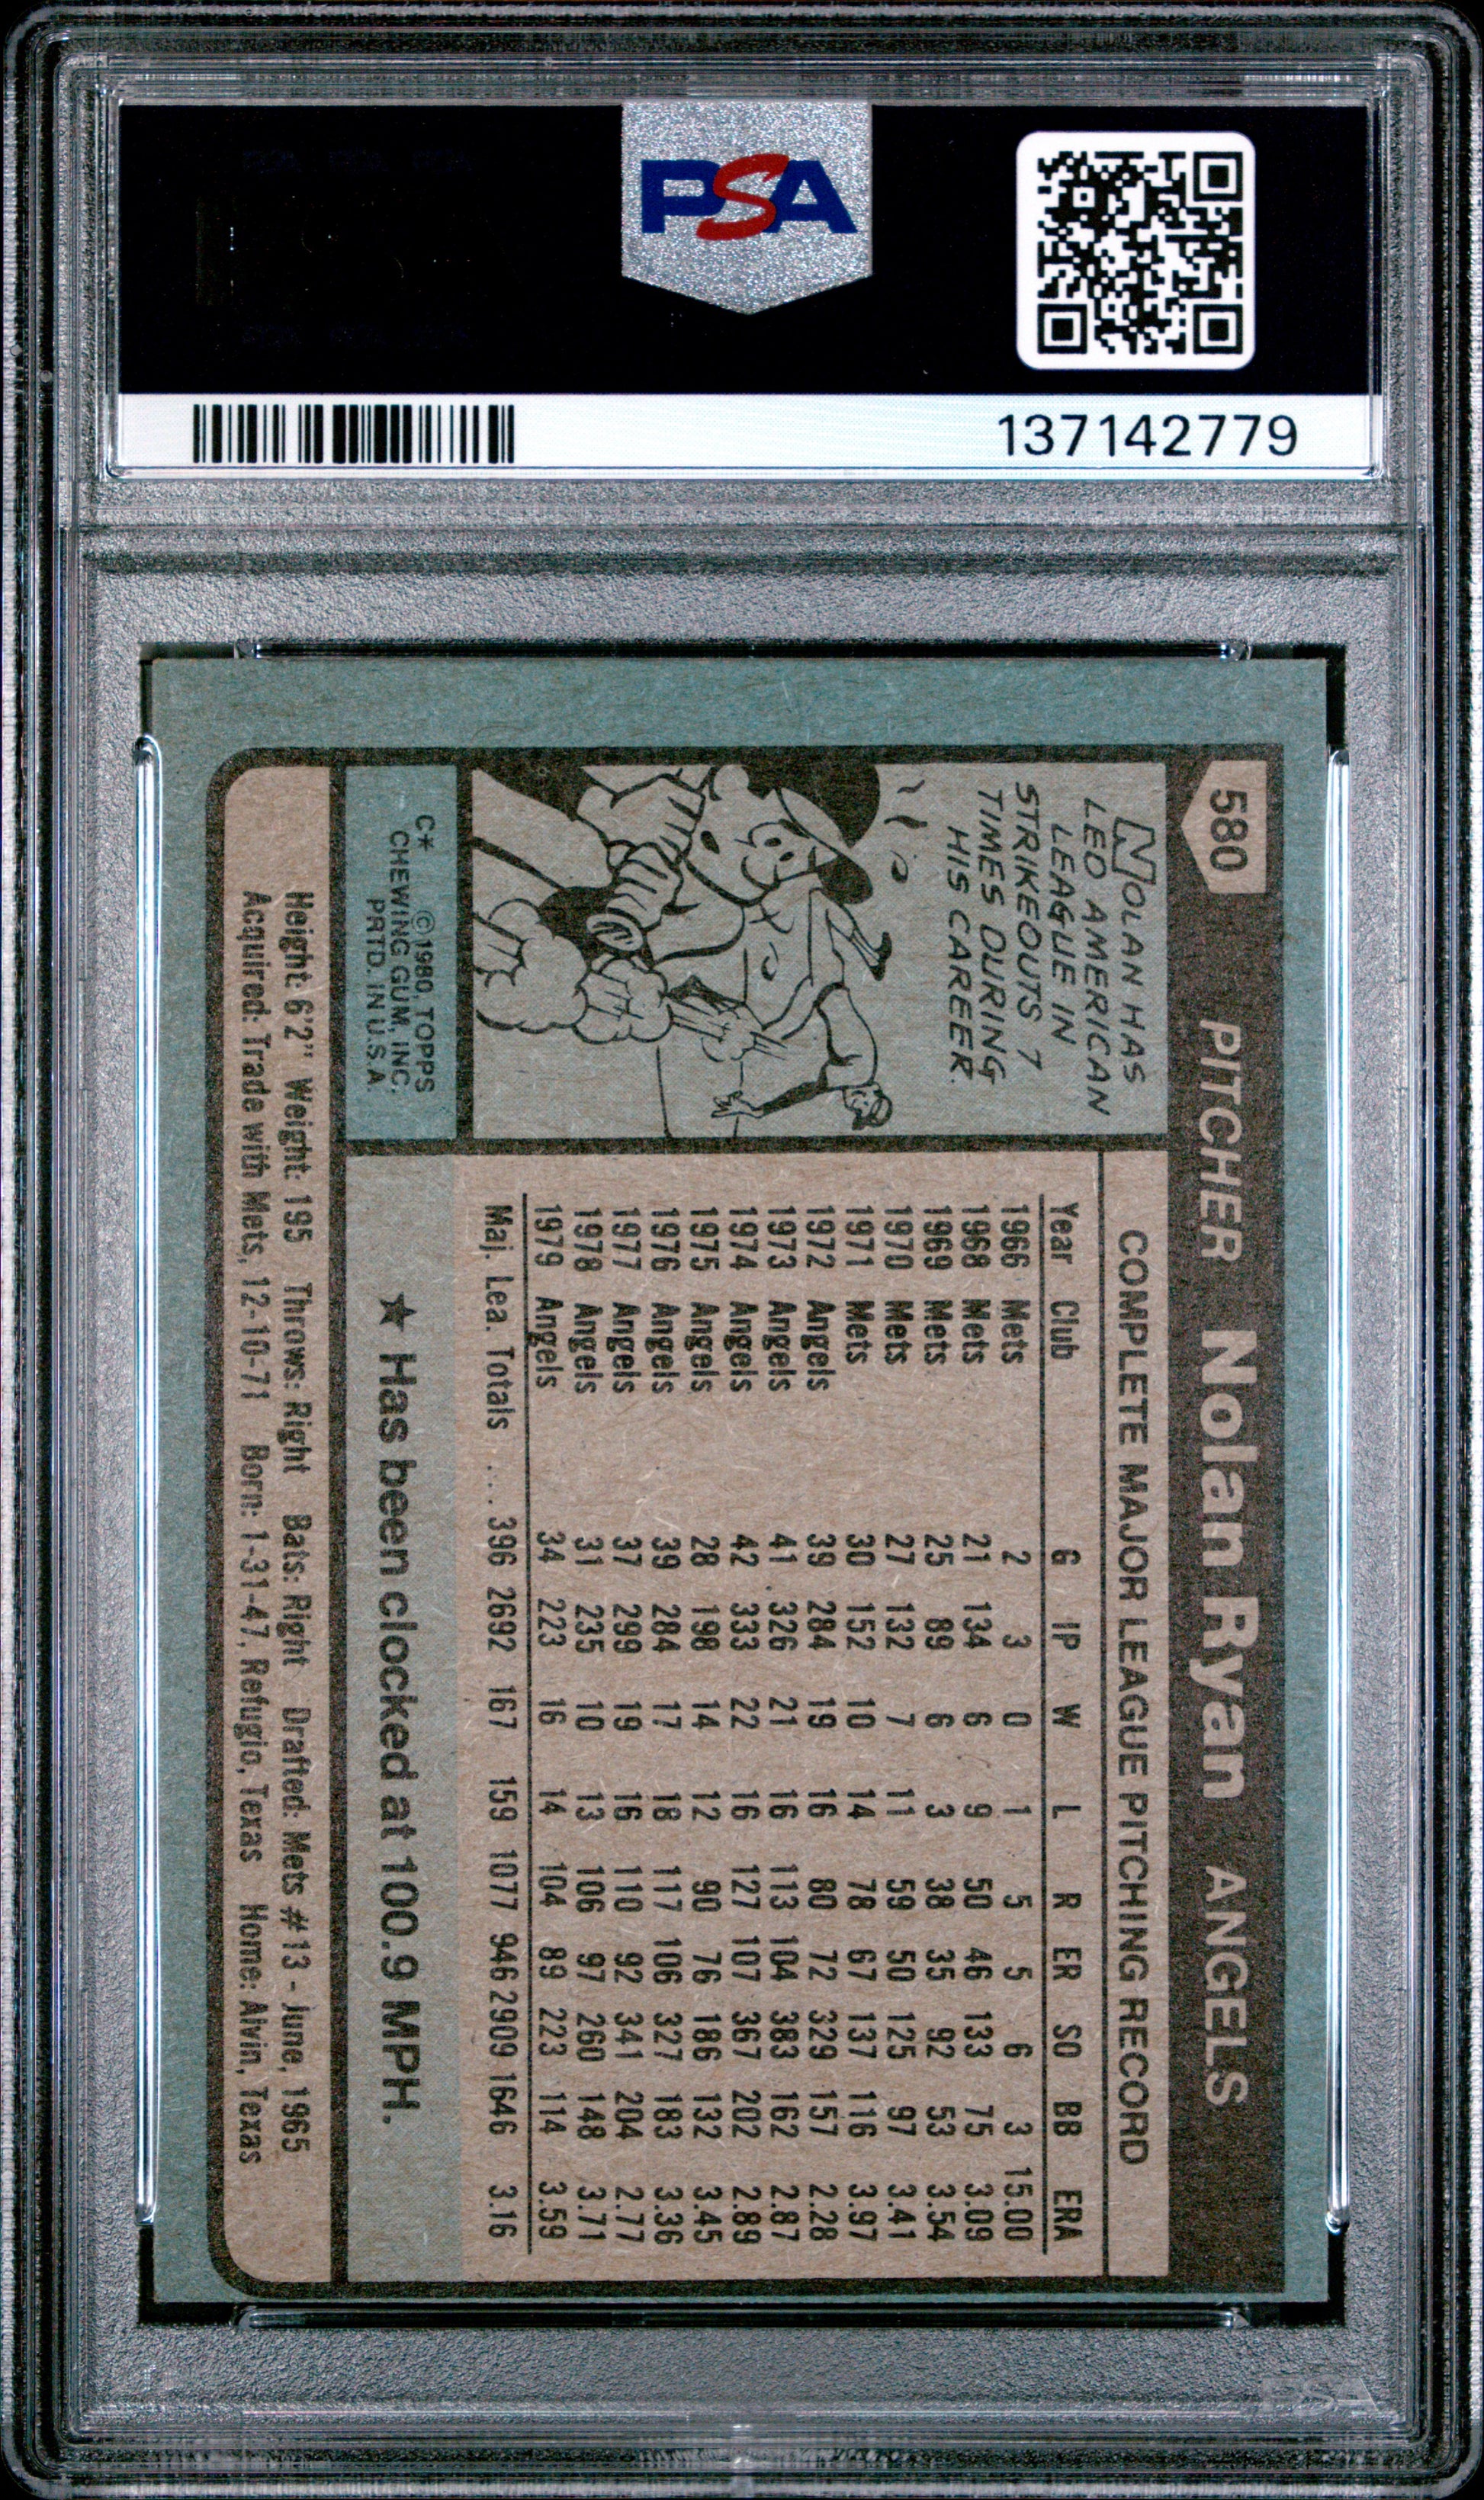 PSA
137142779
580 PITCHER Nolan Ryan ANGELS
NOLAN HAS
LED AMERICAN
LEAGUE IN
STRIKEOUTS 7
TIMES DURING
HIS CAREER.
C* ©1980, TOPPS
CHEWING GUM, INC.
PRTD. IN U.S.A.
COMPLETE MAJOR LEAGUE PITCHING RECORD
Year Club G IP W L R ER SO BB ERA
1966 Mets 2 3 0 1 5 5 6 3 15.00
1968 Mets 21 134 6 9 50 46 133 75 3.09
1969 Mets 25 89 6 3 38 35 92 53 3.54
1970 Mets 27 132 7 11 59 50 125 97 3.41
1971 Mets 30 152 10 14 78 67 137 116 3.97
1972 Angels 39 284 19 16 80 72 329 157 2.28
1973 Angels 41 326 21 16 113 104 383 162 2.87
1974 Angels 42 333 22 16 127 107 367 202 2.89
1975 Angels 28 198 14 12 90 76 186 132 3.45
1976 Angels 39 284 17 18 117 106 327 183 3.36
1977 Angels 37 299 19 16 110 92 341 204 2.77
1978 Angels 31 235 10 13 106 97 260 148 3.71
1979 Angels 34 223 16 14 104 89 223 114 3.59
Maj. Lea. Totals .... 396 2692 167 159 1077 946 2909 1646 3.16
★ Has been clocked at 100.9 MPH.
Height: 6'2" Weight: 195 Throws: Right Bats: Right Drafted: Mets #13 - June, 1965
Acquired: Trade with Mets, 12-10-71 Born: 1-31-47, Refugio, Texas Home: Alvin, Texas
PSA